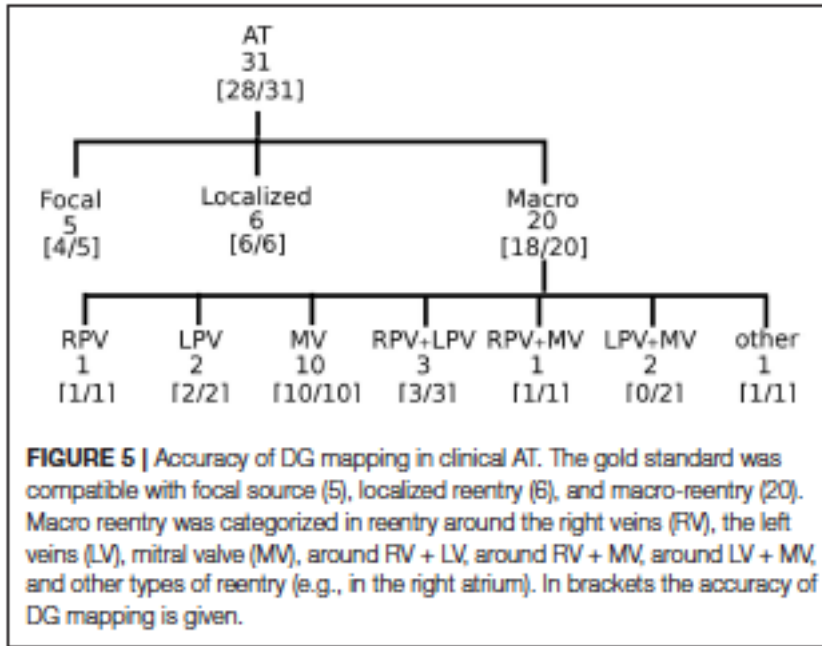 AT
31
[28/31]
Focal Localized Macro
5 6 20
[4/5] [6/6] [18/20]
RPV LPV MV RPV+LPV RPV+MV LPV+MV other
1 2 10 3 1 2 1
[1/1] [2/2] [10/10] [3/3] [1/1] [0/2] [1/1]
FIGURE 5 | Accuracy of DG mapping in clinical AT. The gold standard was
compatible with focal source (5), localized reentry (6), and macro-reentry (20).
Macro reentry was categorized in reentry around the right veins (RV), the left
veins (LV), mitral valve (MV), around RV + LV, around RV + MV, around LV + MV,
and other types of reentry (e.g., in the right atrium). In brackets the accuracy of
DG mapping is given.